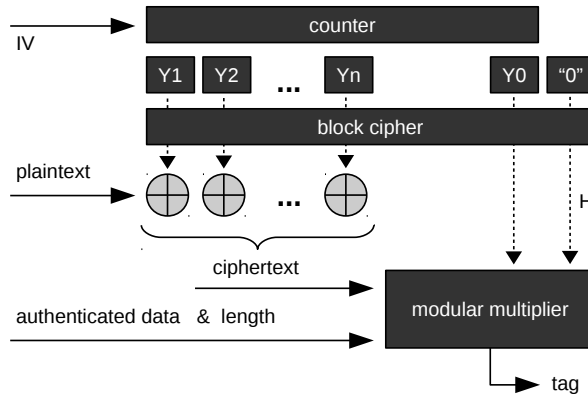 counter
IV
Y1 Y2 ... Yn Y0 “0”
block cipher
plaintext
...
H
ciphertext
authenticated data & length
modular multiplier
tag